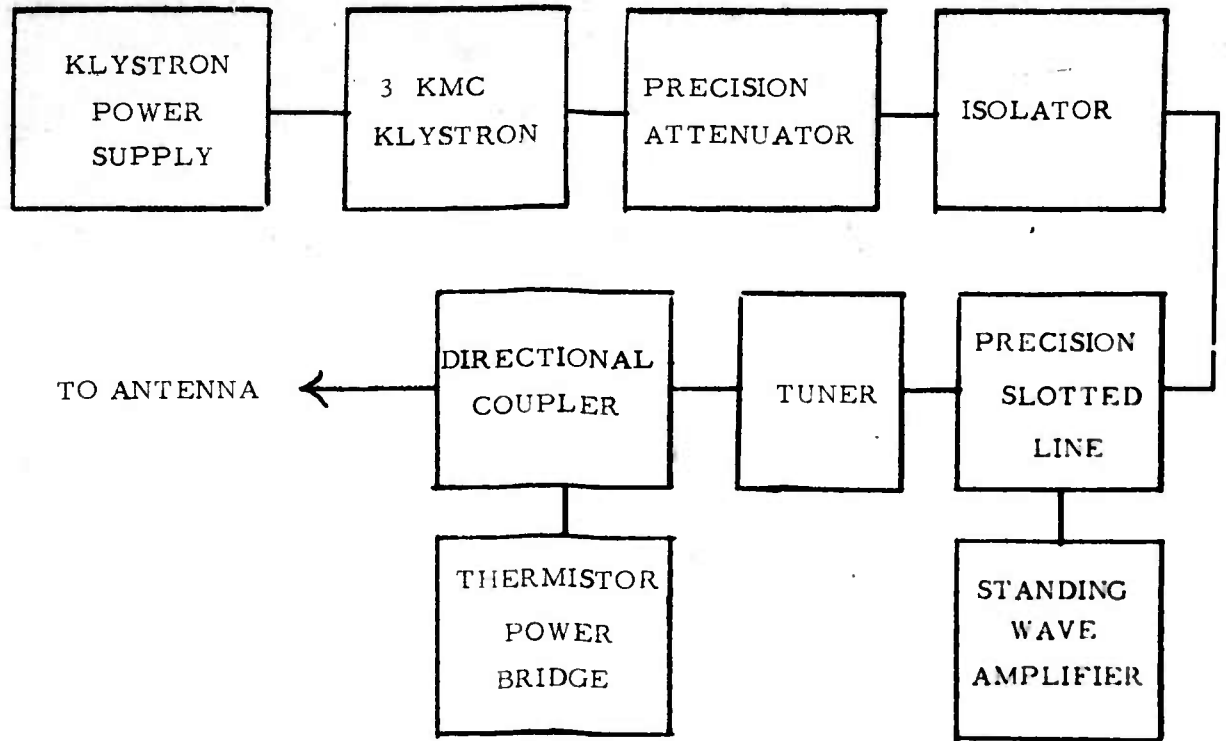 KLYSTRON
POWER
SUPPLY
3 KMC
KLYSTRON
PRECISION
ATTENUATOR
ISOLATOR
TO ANTENNA
DIRECTIONAL
COUPLER
TUNER
PRECISION
SLOTTED
LINE
THERMISTOR
POWER
BRIDGE
STANDING
WAVE
AMPLIFIER